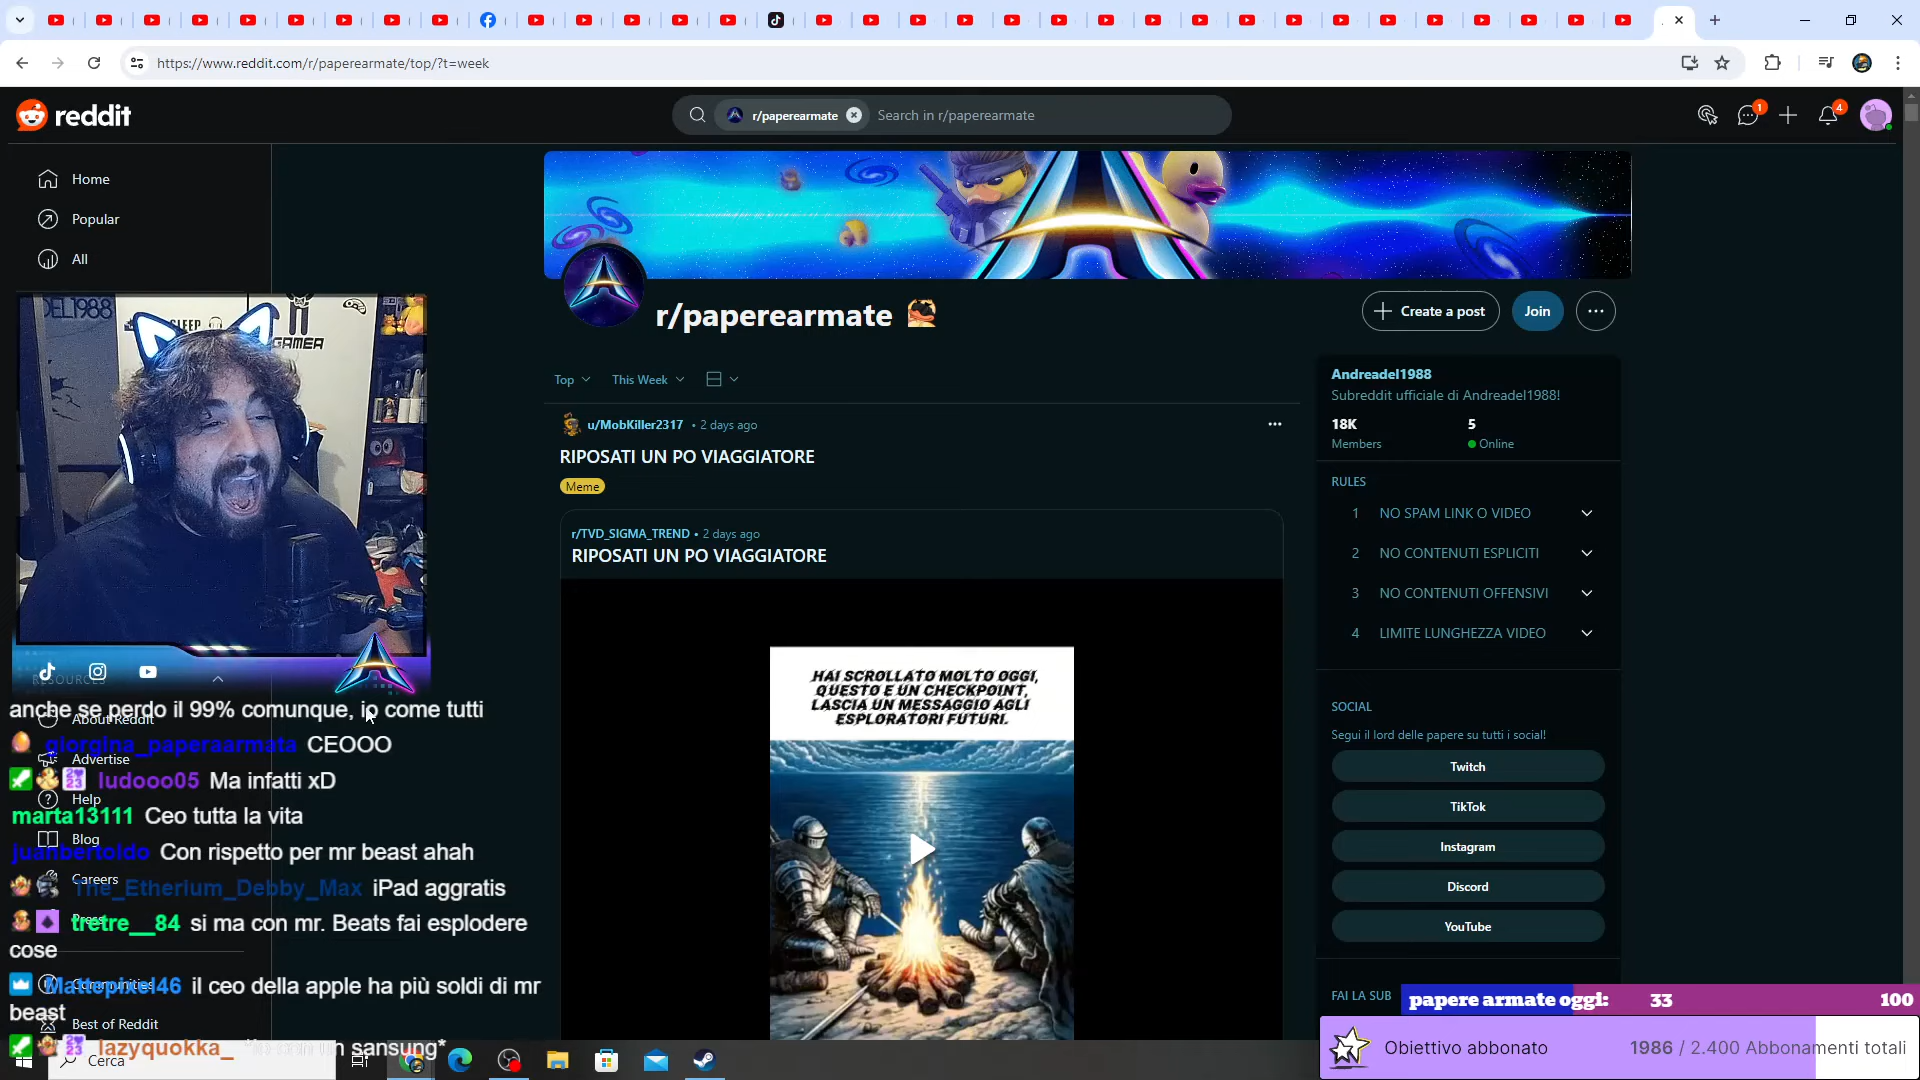 https://www.reddit.com/r/paperearmate/top/?t=week
reddit
r/paperearmate
Search in r/paperearmate
1
4
Home
Popular
All
DEL1988
SLEEP
GAMER
r/paperearmate
Create a post
Join
Top
This Week
u/MobKiller2317 • 2 days ago
RIPOSATI UN PO VIAGGIATORE
Meme
r/TVD_SIGMA_TREND • 2 days ago
RIPOSATI UN PO VIAGGIATORE
HAI SCROLLATO MOLTO OGGI,
QUESTO E UN CHECKPOINT,
LASCIA UN MESSAGGIO AGLI
ESPLORATORI FUTURI.
Andreadel1988
Subreddit ufficiale di Andreadel1988!
18K
5
Members
Online
RULES
1 NO SPAM LINK O VIDEO
2 NO CONTENUTI ESPLICITI
3 NO CONTENUTI OFFENSIVI
4 LIMITE LUNGHEZZA VIDEO
SOCIAL
Segui il lord delle papere su tutti i social!
Twitch
TikTok
Instagram
Discord
YouTube
FAI LA SUB
papere armate oggi: 33 100
Obiettivo abbonato 1986 / 2.400 Abbonamenti totali
RESOURCES
anche se perdo il 99% comunque, io come tutti
About Reddit
giorgina_paperaarmata CEOOO
Advertise
ludooo05 Ma infatti xD
Help
marta13111 Ceo tutta la vita
Blog
juanbertoldo Con rispetto per mr beast ahah
Careers
The_Etherium_Debby_Max iPad aggratis
Press
tretre__84 si ma con mr. Beats fai esplodere
cose
Communities
Mattepixel46 il ceo della apple ha più soldi di mr
beast
Best of Reddit
lazyquokka_ sansung*
Cerca